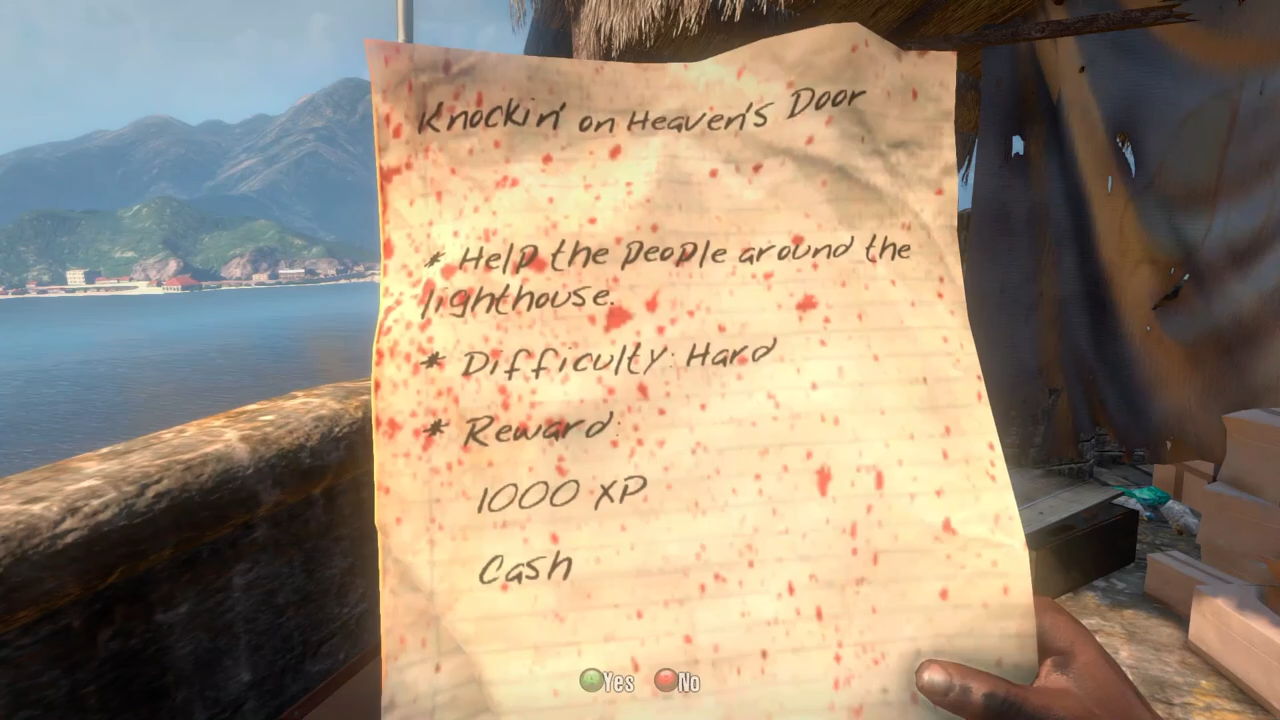 Knockin' on Heaven's Door
* Help the people around the
lighthouse.
* Difficulty: Hard
* Reward:
1000 XP
Cash
Yes No